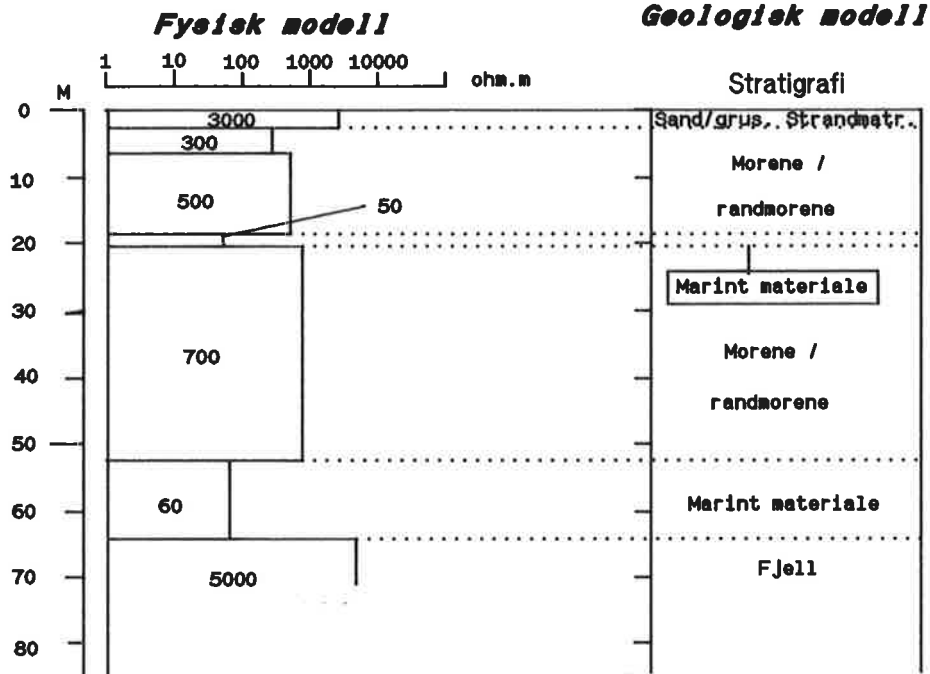 Fysisk modell
Geologisk modell
1 10 100 1000 10000
ohm.m
M
Stratigrafi
0
3000
Sand/grus, Strandmatr.
300
Morene /
10
500
50
randmorene
20
Marint materiale
30
700
Morene /
40
randmorene
50
60
60
Marint materiale
5000
70
Fjell
80